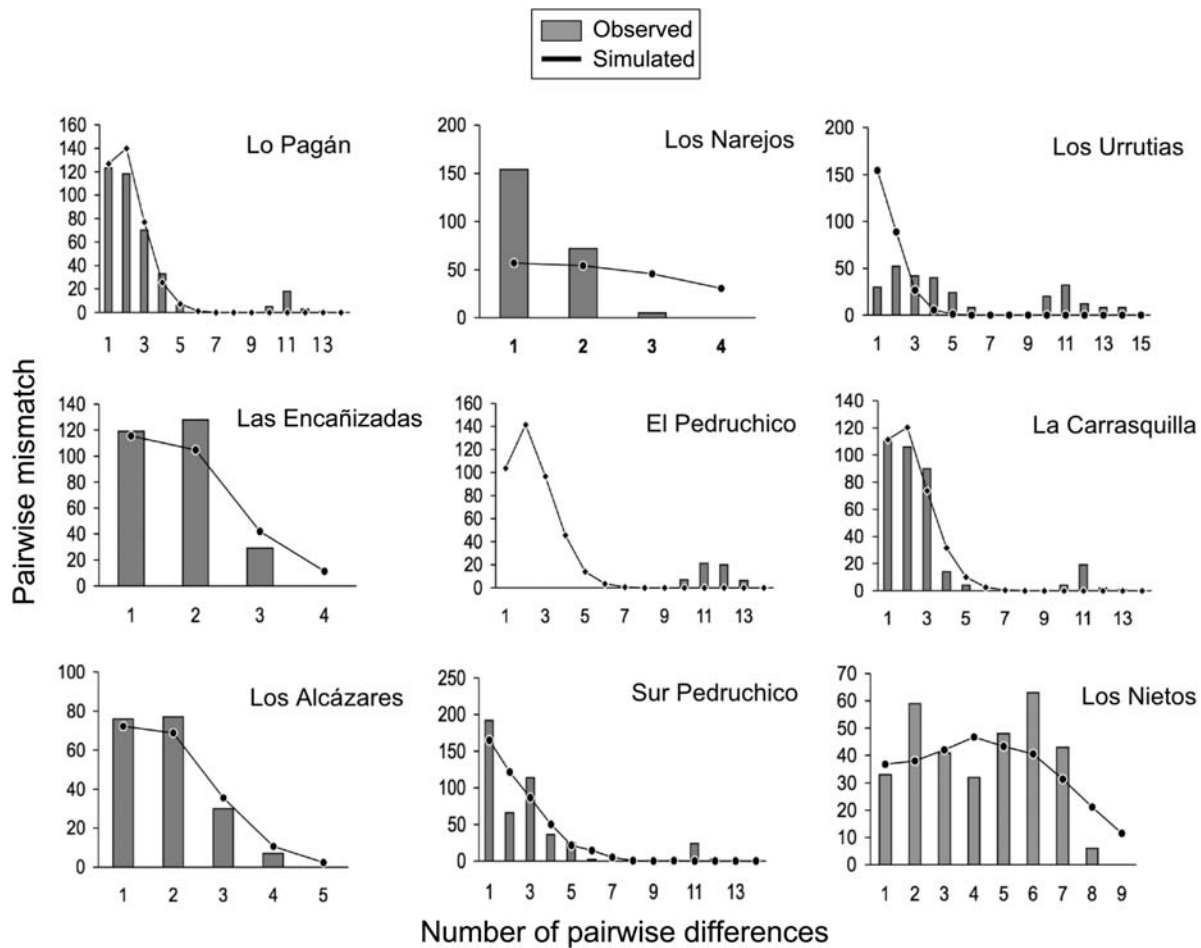 Observed
Simulated
Lo Pagán
160
140
120
100
80
60
40
20
0
1 3 5 7 9 11 13
Los Narejos
200
150
100
50
0
1 2 3 4
Los Urrutias
200
150
100
50
0
1 3 5 7 9 11 13 15
Pairwise mismatch
Las Encañizadas
140
120
100
80
60
40
20
0
1 2 3 4
El Pedruchico
160
140
120
100
80
60
40
20
0
1 3 5 7 9 11 13
La Carrasquilla
140
120
100
80
60
40
20
0
1 3 5 7 9 11 13
Los Alcázares
100
80
60
40
20
0
1 2 3 4 5
Sur Pedruchico
250
200
150
100
50
0
1 3 5 7 9 11 13
Los Nietos
70
60
50
40
30
20
10
0
1 2 3 4 5 6 7 8 9
Number of pairwise differences